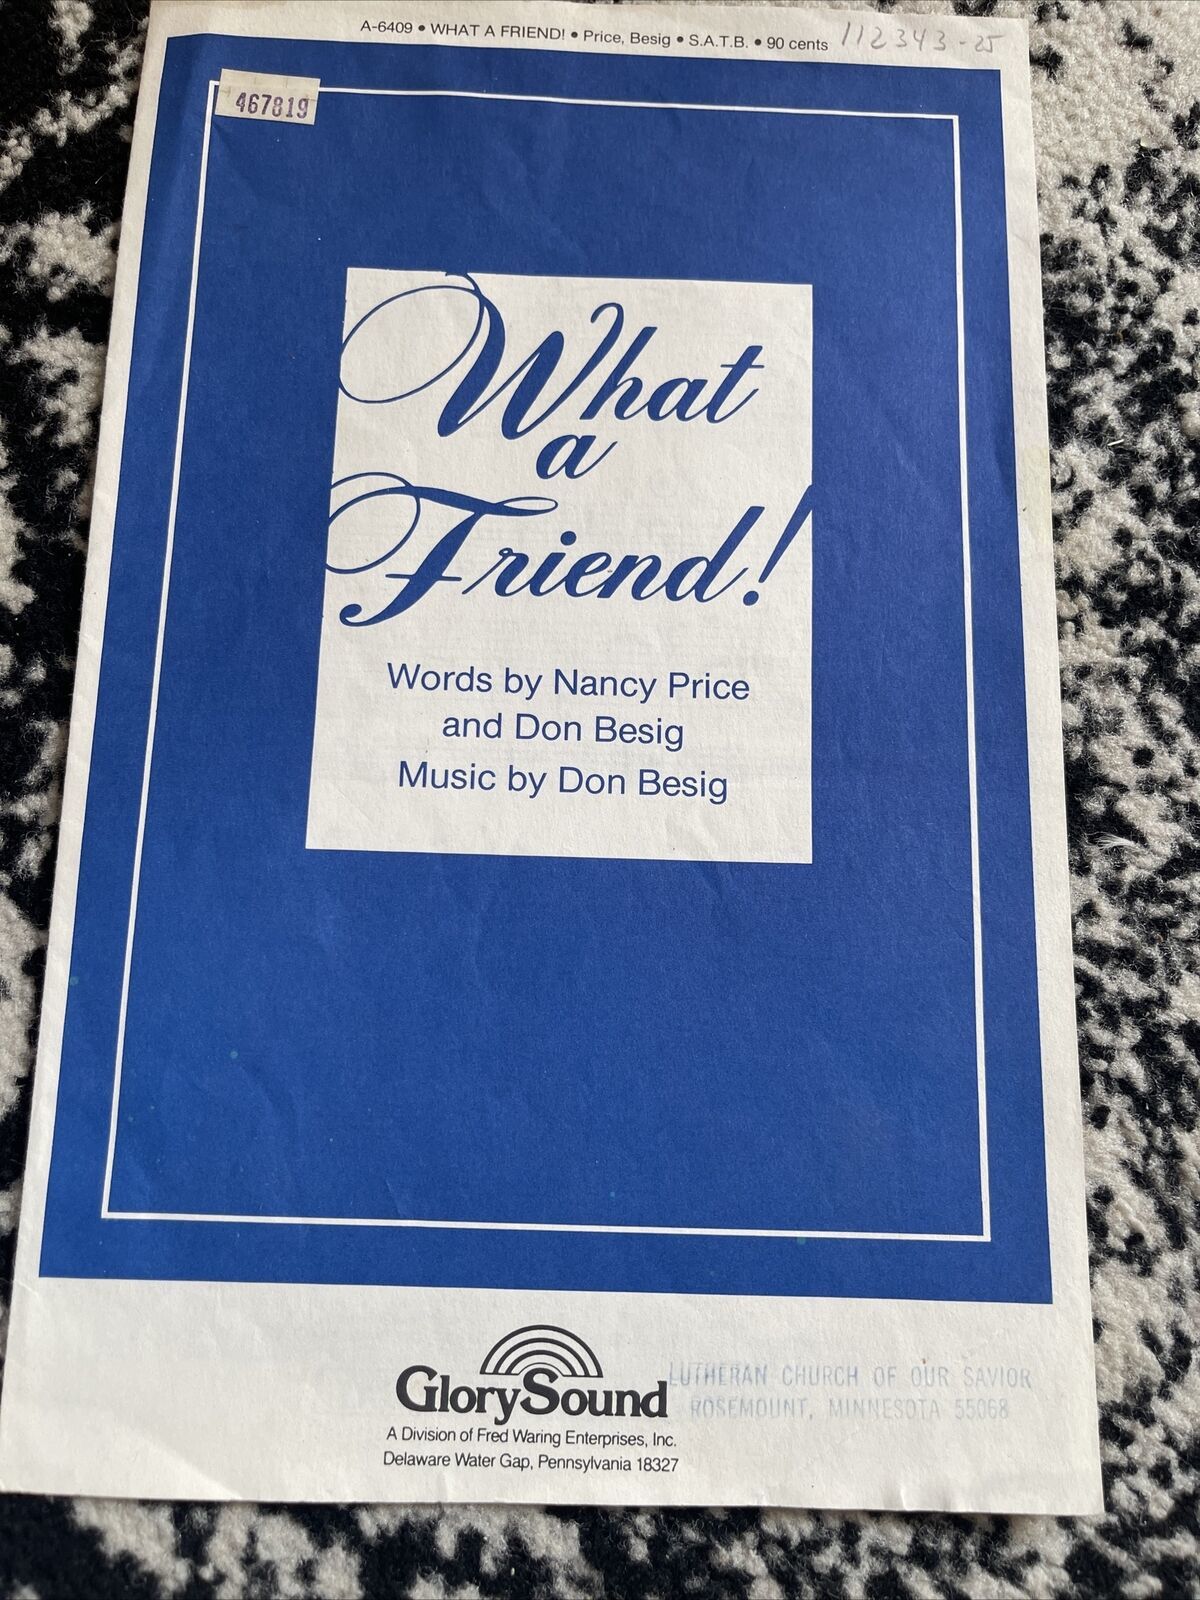 A-6409 • WHAT A FRIEND! • Price, Besig • S.A.T.B. • 90 cents 112343-25
467819
What
a
Friend!
Words by Nancy Price
and Don Besig
Music by Don Besig
GlorySound
A Division of Fred Waring Enterprises, Inc.
Delaware Water Gap, Pennsylvania 18327
LUTHERAN CHURCH OF OUR SAVIOR
ROSEMOUNT, MINNESOTA 55068